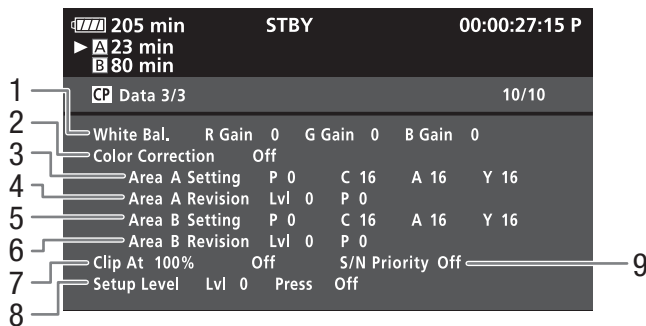 205 min STBY 00:00:27:15 P
A 23 min
B 80 min
CP Data 3/3 10/10
1 White Bal. R Gain 0 G Gain 0 B Gain 0
2 Color Correction Off
3 Area A Setting P 0 C 16 A 16 Y 16
4 Area A Revision Lvl 0 P 0
5 Area B Setting P 0 C 16 A 16 Y 16
6 Area B Revision Lvl 0 P 0
7 Clip At 100% Off S/N Priority Off 9
8 Setup Level Lvl 0 Press Off